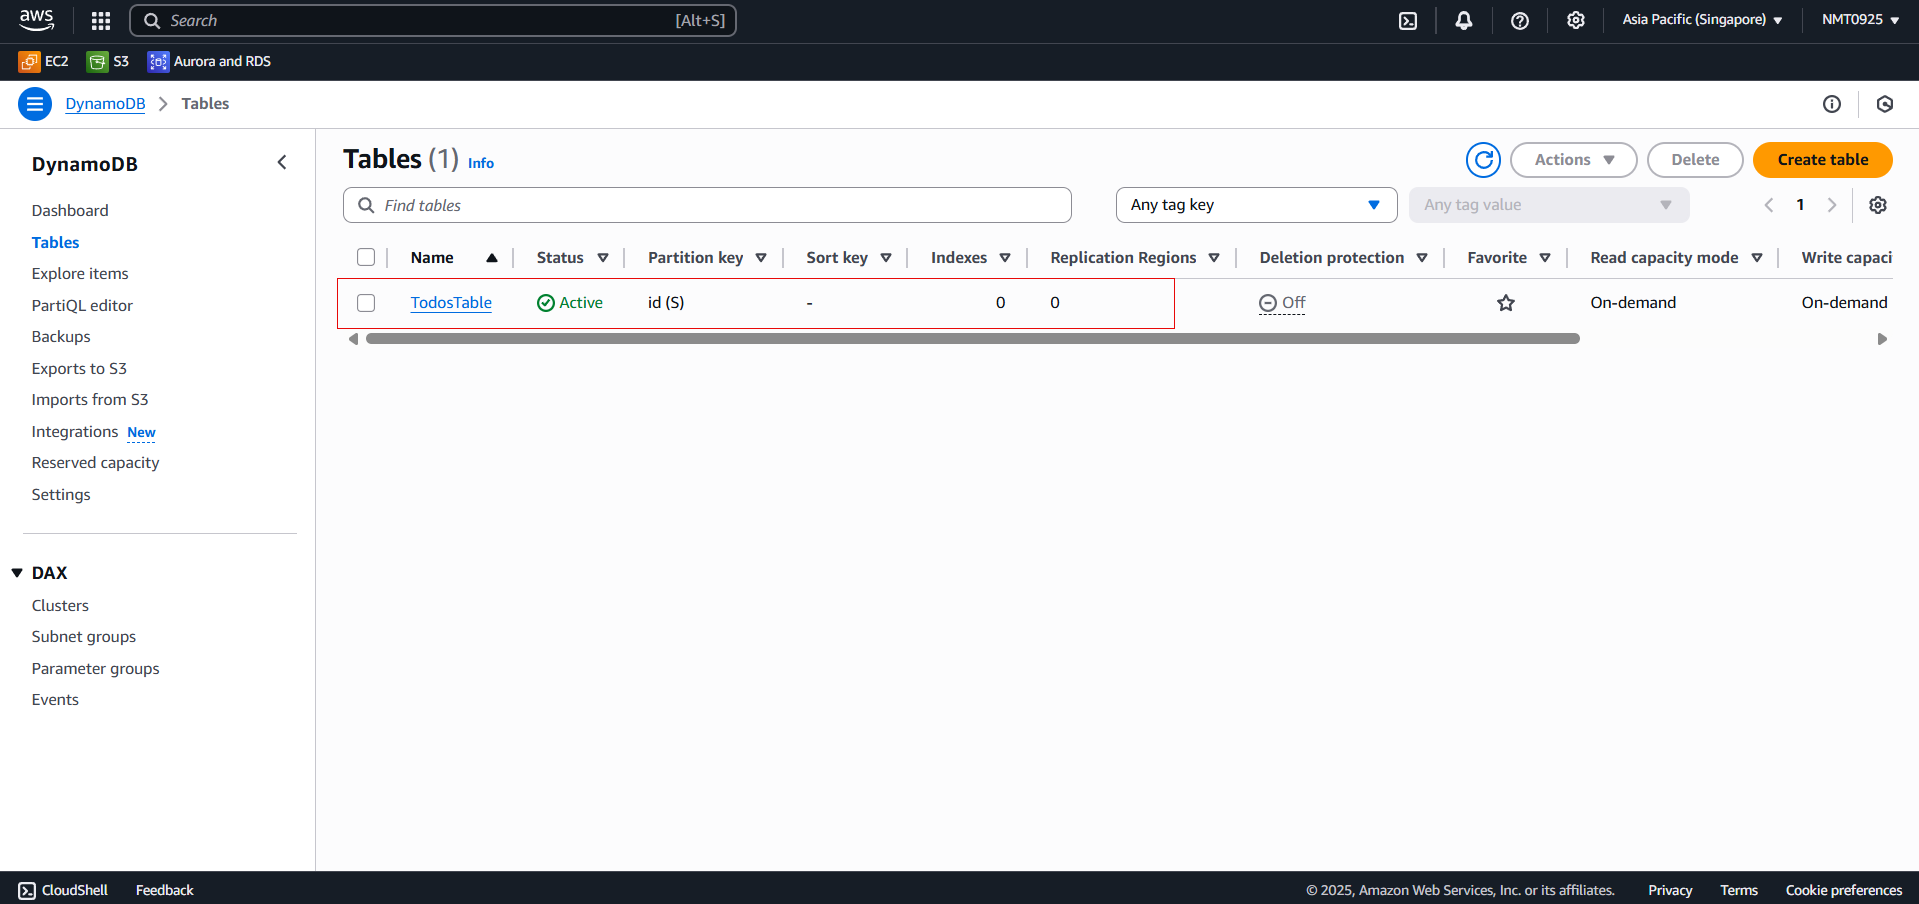 aws Search [Alt+S] Asia Pacific (Singapore) NMT0925
EC2 S3 Aurora and RDS
DynamoDB Tables
DynamoDB
Dashboard
Tables
Explore items
PartiQL editor
Backups
Exports to S3
Imports from S3
Integrations New
Reserved capacity
Settings
DAX
Clusters
Subnet groups
Parameter groups
Events
Tables (1) Info Actions Delete Create table
Find tables Any tag key Any tag value 1
Name Status Partition key Sort key Indexes Replication Regions Deletion protection Favorite Read capacity mode Write capaci
TodosTable Active id (S) - 0 0 Off On-demand On-demand
CloudShell Feedback © 2025, Amazon Web Services, Inc. or its affiliates. Privacy Terms Cookie preferences